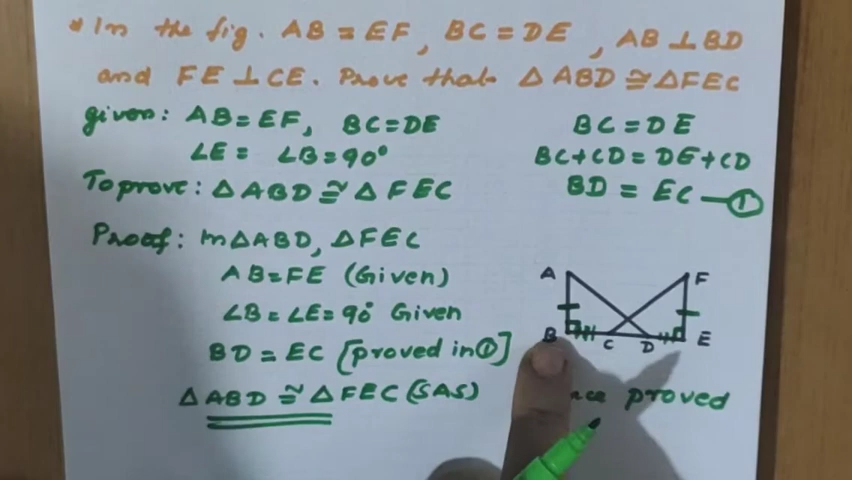 * In the fig. AB = EF, BC = DE, AB ⊥ BD
and FE ⊥ CE. Prove that △ABD ≅ △FEC
given: AB = EF, BC = DE
∠E = ∠B = 90°
To prove: △ABD ≅ △FEC
BC = DE
BC + CD = DE + CD
BD = EC — ①
Proof: In △ABD, △FEC
AB = FE (Given)
∠B = ∠E = 90° Given
BD = EC [proved in ①]
△ABD ≅ △FEC (SAS)
A F
B C D E
proved